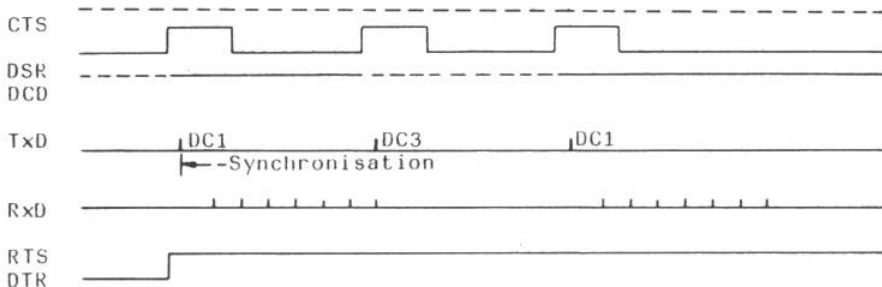 CTS
DSR
DCD
TxD DC1 DC3 DC1
-Synchronisation
RxD
RTS
DTR